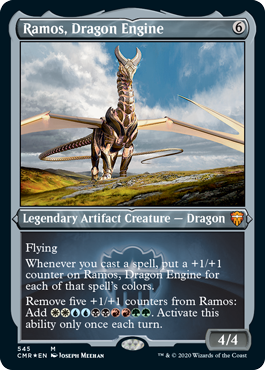 Ramos, Dragon Engine 6
Legendary Artifact Creature — Dragon
Flying
Whenever you cast a spell, put a +1/+1
counter on Ramos, Dragon Engine for
each of that spell's colors.
Remove five +1/+1 counters from Ramos:
Add . Activate this
ability only once each turn.
4/4
545 M
CMR EN JOSEPH MEEHAN
™ & © 2020 Wizards of the Coast